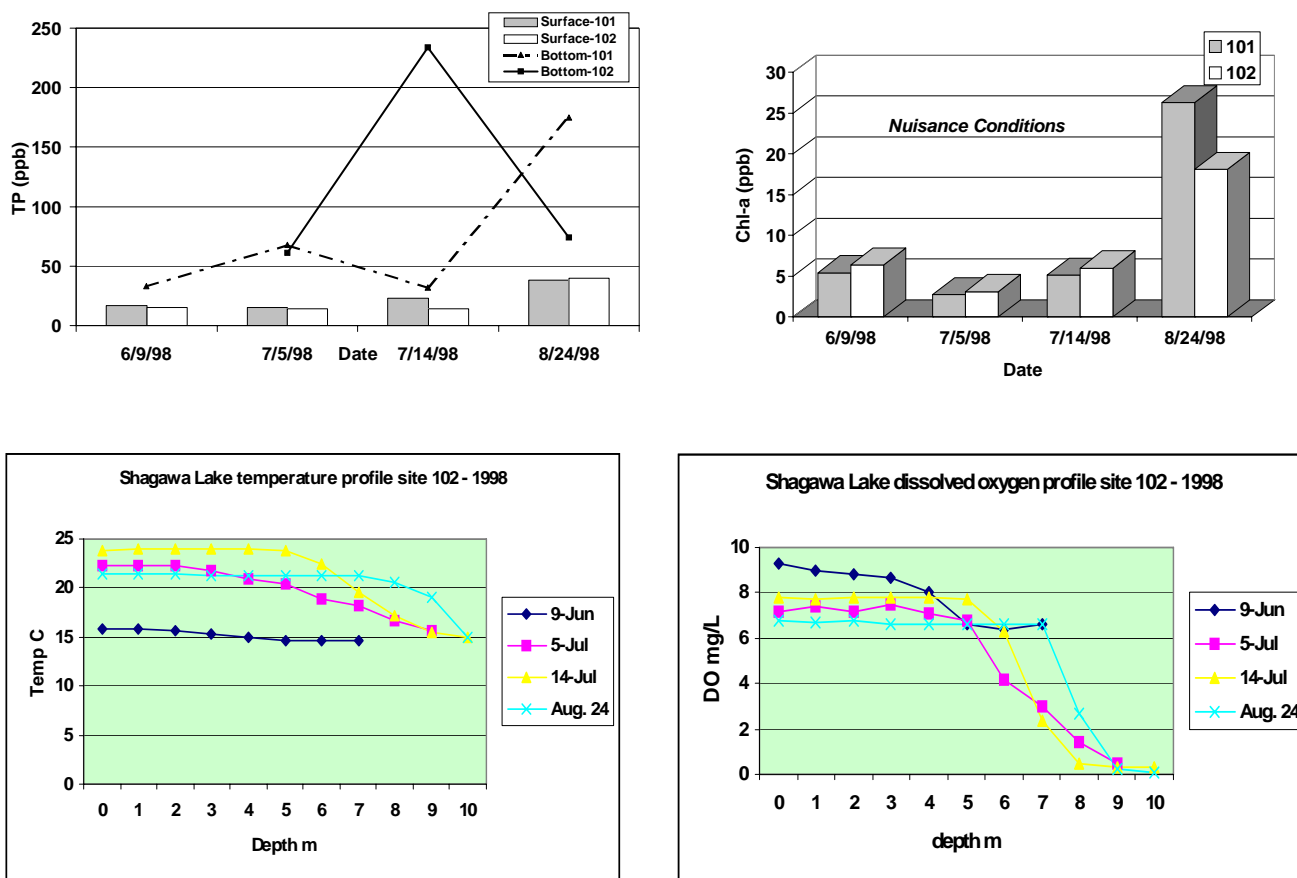 250
200
150
100
50
0
TP (ppb)
6/9/98 7/5/98 7/14/98 8/24/98
Date
Surface-101
Surface-102
Bottom-101
Bottom-102
30
25
20
15
10
5
0
Chl-a (ppb)
Nuisance Conditions
101
102
6/9/98 7/5/98 7/14/98 8/24/98
Date
Shagawa Lake temperature profile site 102 - 1998
25
20
15
10
5
0
Temp C
0 1 2 3 4 5 6 7 8 9 10
Depth m
9-Jun
5-Jul
14-Jul
Aug. 24
Shagawa Lake dissolved oxygen profile site 102 - 1998
10
8
6
4
2
0
DO mg/L
0 1 2 3 4 5 6 7 8 9 10
depth m
9-Jun
5-Jul
14-Jul
Aug. 24